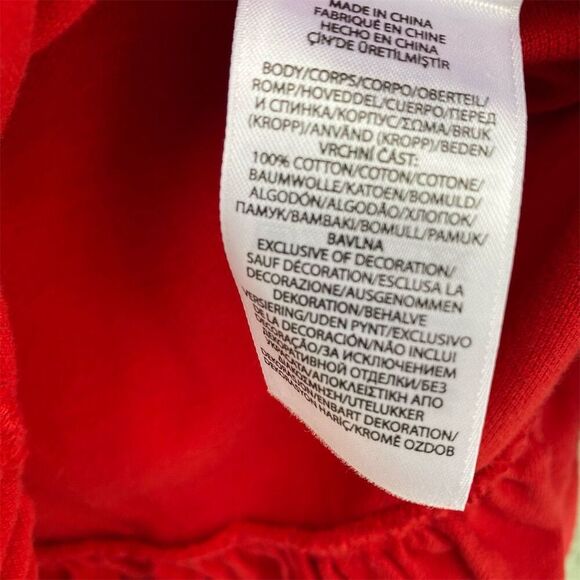 MADE IN CHINA
FABRIQUÉ EN CHINE
HECHO EN CHINA
ÇİN'DE ÜRETİLMİŞTİR
BODY/CORPS/CORPO/OBERTEIL/
ROMP/HOVEDDEL/CUERPO/ПЕРЕД
И СПИНКА/КОРПУС/ΣΩΜΑ/BRUK
(KROPP)/ANVÄND (KROPP)/BEDEN/
VRCHNÍ ČÁST:
100% COTTON/COTON/COTONE/
BAUMWOLLE/KATOEN/BOMULD/
ALGODÓN/ALGODÃO/ХЛОПОК/
ПАМУК/BAMBAKI/BOMULL/PAMUK/
BAVLNA
EXCLUSIVE OF DECORATION/
SAUF DÉCORATION/ESCLUSA LA
DECORAZIONE/AUSGENOMMEN
DEKORATION/BEHALVE
VERSIERING/UDEN PYNT/EXCLUSIVO
DE LA DECORACIÓN/NÃO INCLUI
DECORAÇÃO/ЗА ИСКЛЮЧЕНИЕМ
ДЕКОРАТИВНОЙ ОТДЕЛКИ/БЕЗ
ΑΠΟΚΛΕΙΣΤΙΚΗ ΑΠΟ
UTELUKKER
DEKORASJON/ENBART DEKORATION/
DEKORASYON HARİÇ/KROMĚ OZDOB